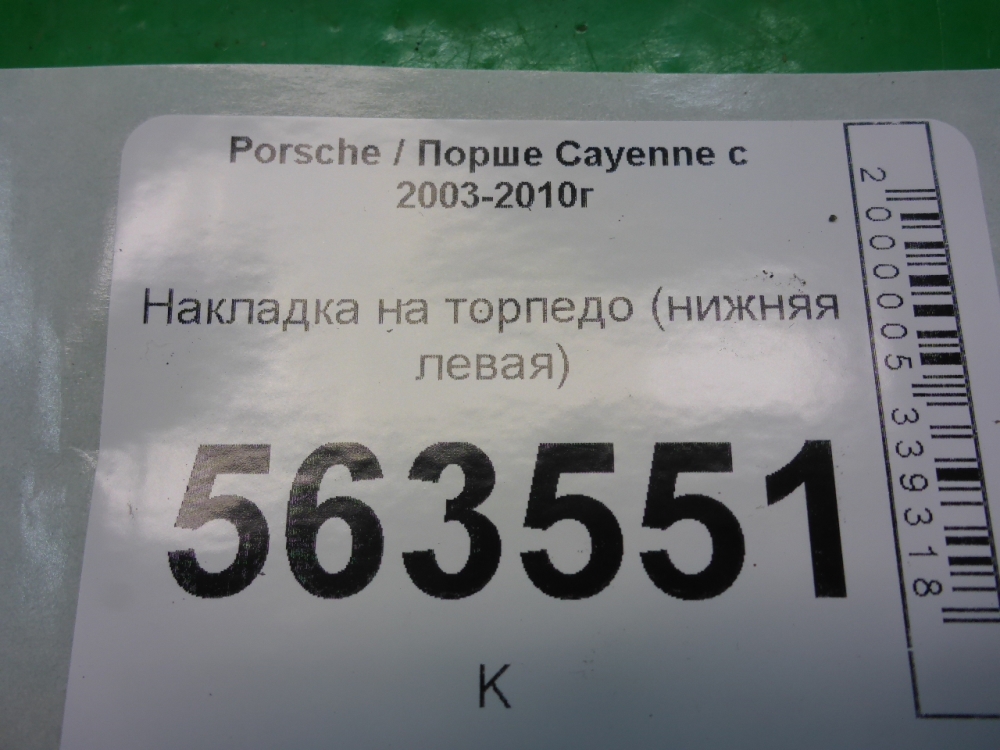 Porsche / Порше Cayenne с
2003-2010г
Накладка на торпедо (нижняя
левая)
563551
К
2000005339318